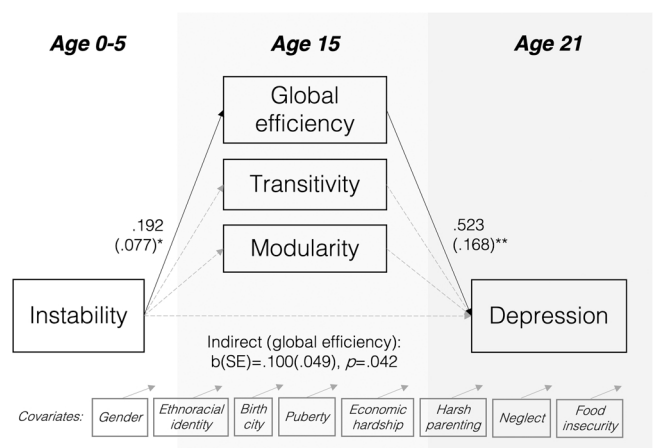 Age 0-5
Age 15
Age 21
Global
efficiency
Transitivity
Modularity
.192
(.077)*
.523
(.168)**
Instability
Depression
Indirect (global efficiency):
b(SE)=.100(.049), p=.042
Covariates:
Gender
Ethnoracial
identity
Birth
city
Puberty
Economic
hardship
Harsh
parenting
Neglect
Food
insecurity